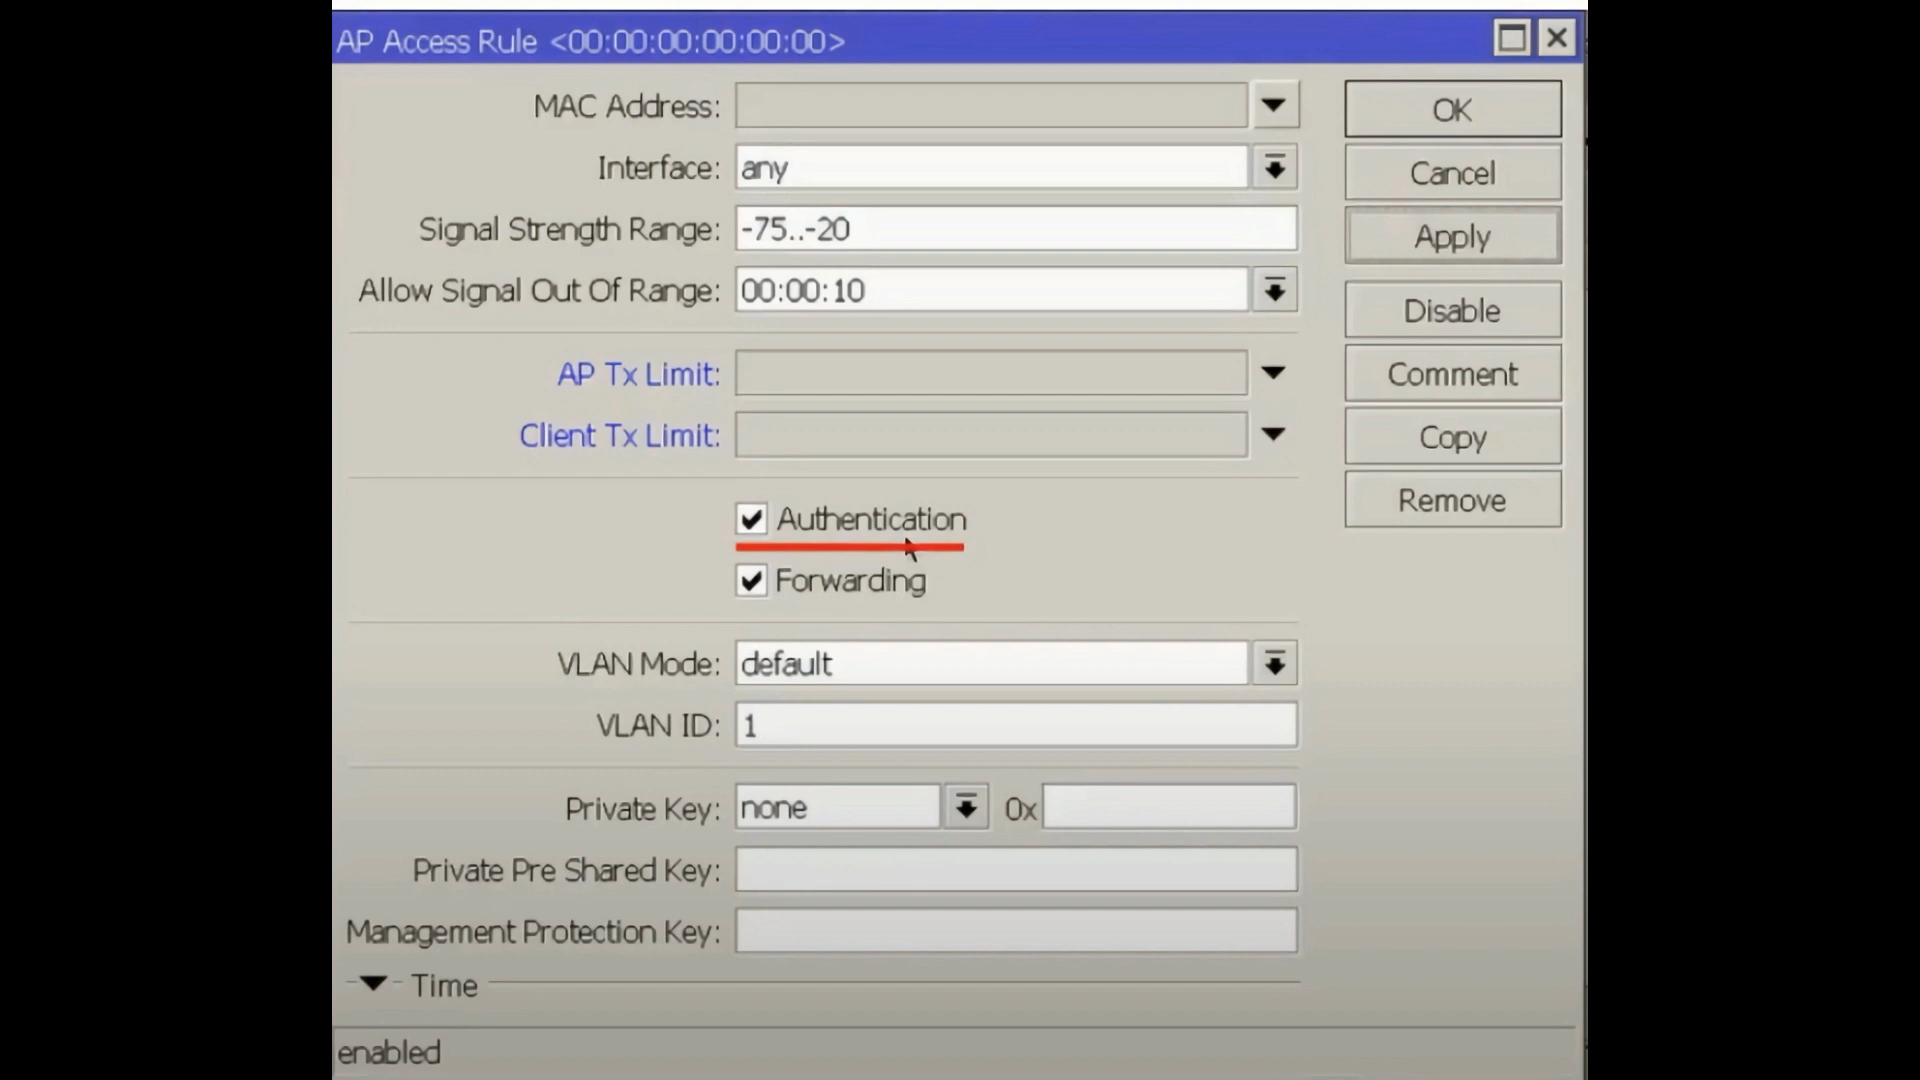 AP Access Rule <00:00:00:00:00:00>
MAC Address:
OK
Interface: any
Cancel
Signal Strength Range: -75..-20
Apply
Allow Signal Out Of Range: 00:00:10
Disable
AP Tx Limit:
Comment
Client Tx Limit:
Copy
Remove
Authentication
Forwarding
VLAN Mode: default
VLAN ID: 1
Private Key: none 0x
Private Pre Shared Key:
Management Protection Key:
Time
enabled